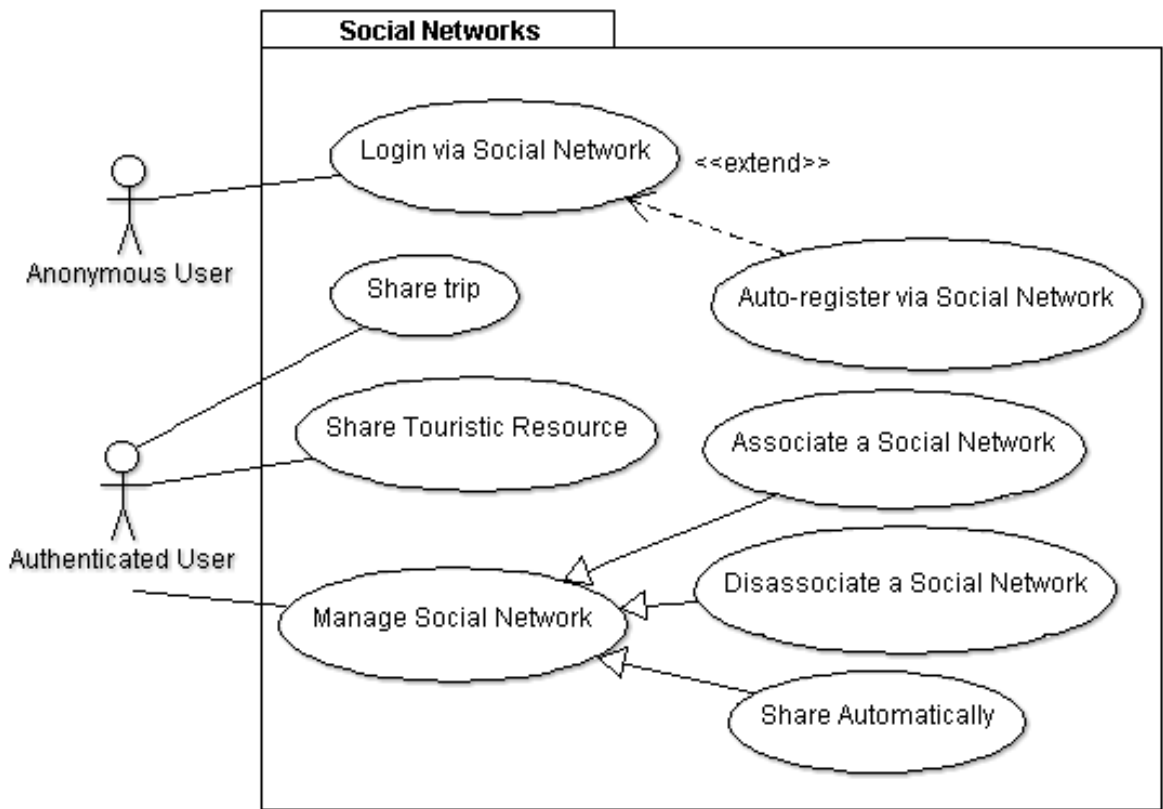 Social Networks
Login via Social Network
<<extend>>
Anonymous User
Share trip
Auto-register via Social Network
Share Touristic Resource
Associate a Social Network
Authenticated User
Disassociate a Social Network
Manage Social Network
Share Automatically